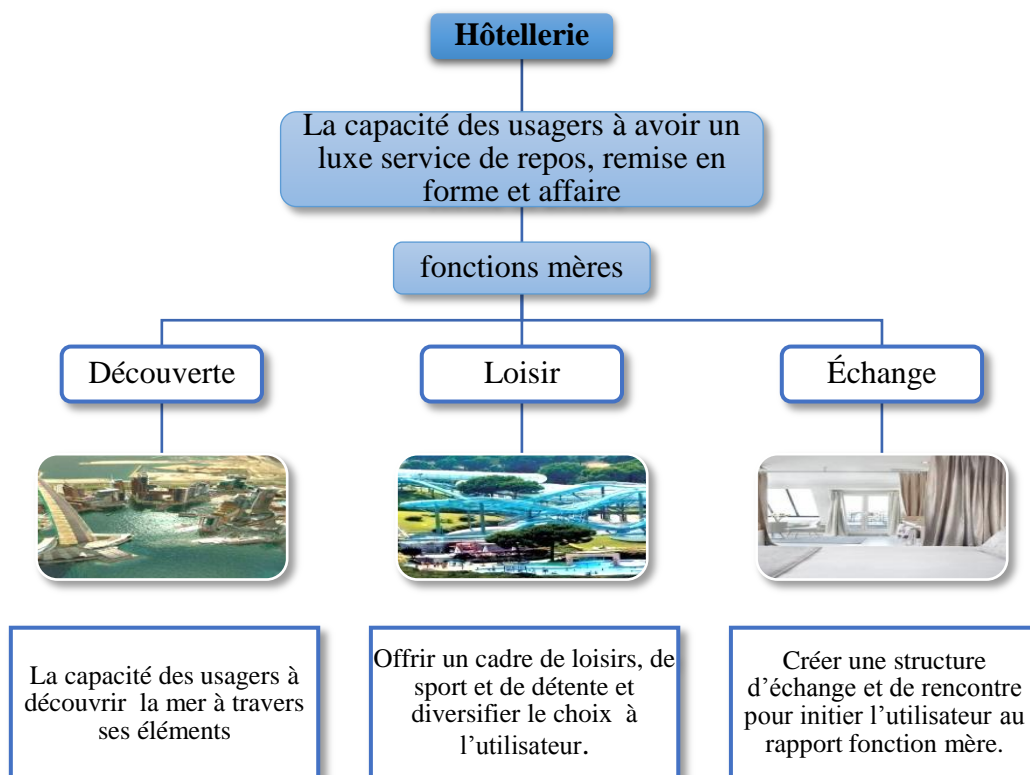 Hôtellerie
La capacité des usagers à avoir un
luxe service de repos, remise en
forme et affaire
fonctions mères
Découverte
Loisir
Échange
La capacité des usagers à
découvrir la mer à travers
ses éléments
Offrir un cadre de loisirs, de
sport et de détente et
diversifier le choix à
l’utilisateur.
Créer une structure
d’échange et de rencontre
pour initier l’utilisateur au
rapport fonction mère.